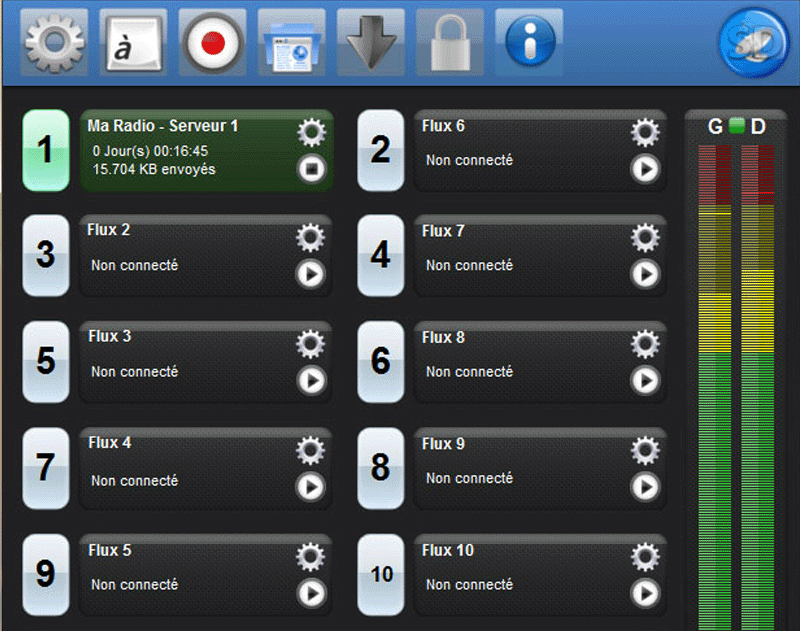 à
1
Ma Radio - Serveur 1
0 Jour(s) 00:16:45
15.704 KB envoyés
2
Flux 6
Non connecté
G D
3
Flux 2
Non connecté
4
Flux 7
Non connecté
5
Flux 3
Non connecté
6
Flux 8
Non connecté
7
Flux 4
Non connecté
8
Flux 9
Non connecté
9
Flux 5
Non connecté
10
Flux 10
Non connecté